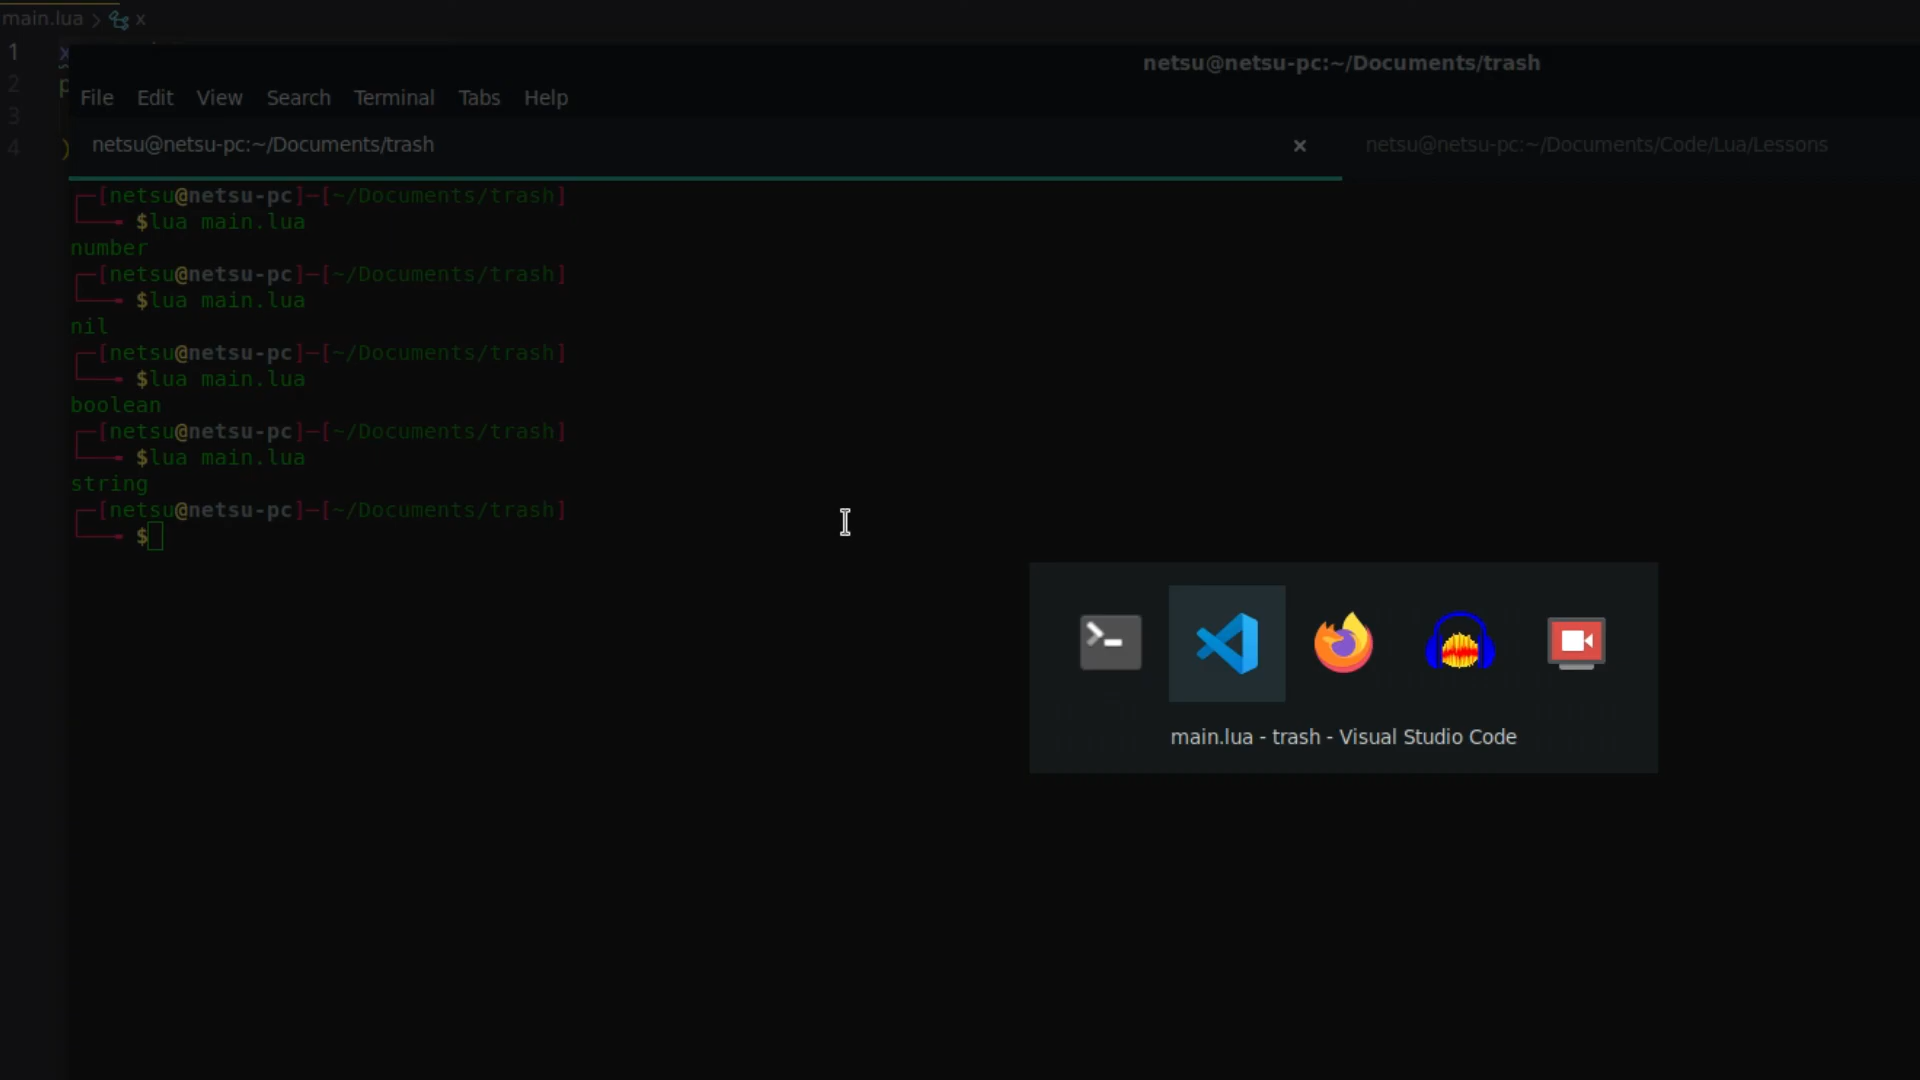 main.lua > x
1
netsu@netsu-pc:~/Documents/trash
2
File Edit View Search Terminal Tabs Help
3
4 )
netsu@netsu-pc:~/Documents/trash × netsu@netsu-pc:~/Documents/Code/Lua/Lessons
[netsu@netsu-pc]─[~/Documents/trash]
$lua main.lua
number
[netsu@netsu-pc]─[~/Documents/trash]
$lua main.lua
nil
[netsu@netsu-pc]─[~/Documents/trash]
$lua main.lua
boolean
[netsu@netsu-pc]─[~/Documents/trash]
$lua main.lua
string
[netsu@netsu-pc]─[~/Documents/trash]
$
main.lua - trash - Visual Studio Code